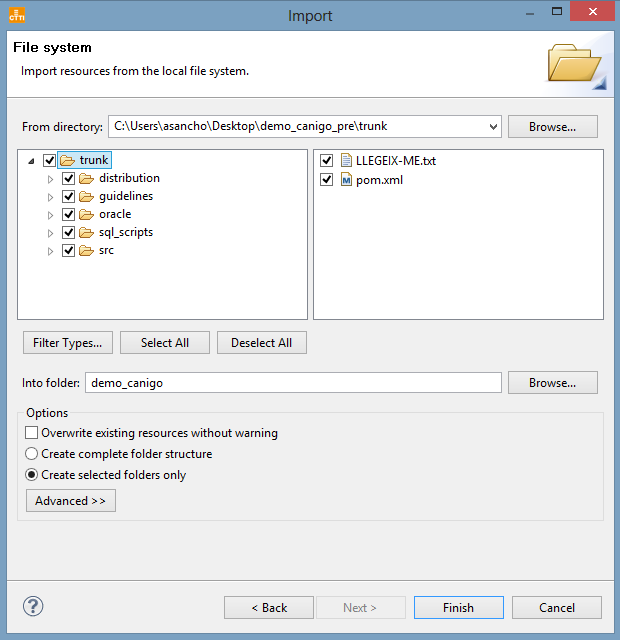 CTTI
Import
File system
Import resources from the local file system.
From directory: C:\Users\asancho\Desktop\demo_canigo_pre\trunk Browse...
trunk
distribution
guidelines
oracle
sql_scripts
src
LLEGEIX-ME.txt
pom.xml
Filter Types... Select All Deselect All
Into folder: demo_canigo Browse...
Options
Overwrite existing resources without warning
Create complete folder structure
Create selected folders only
Advanced >>
? < Back Next > Finish Cancel